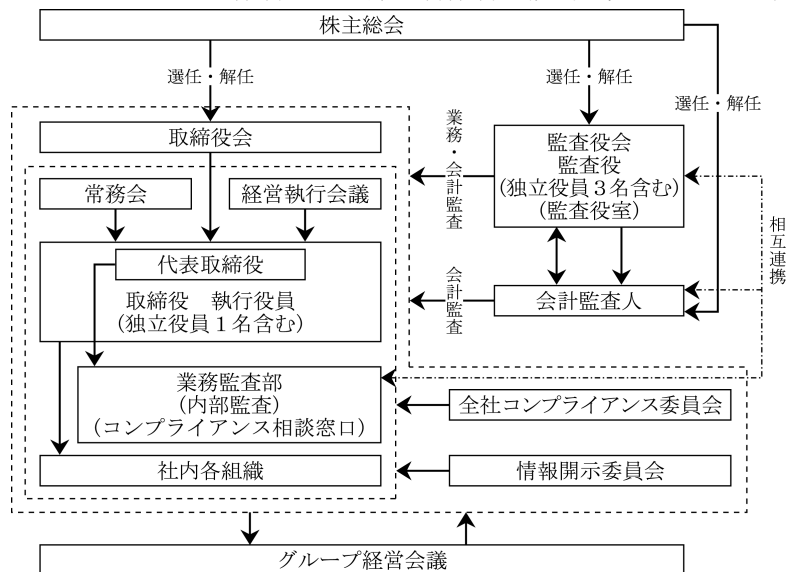 株主総会
選任・解任
選任・解任
選任・解任
取締役会
業務・会計監査
監査役会
監査役
(独立役員３名含む)
(監査役室)
常務会
経営執行会議
相互連携
代表取締役
取締役　執行役員
(独立役員１名含む)
会計監査
会計監査人
業務監査部
(内部監査)
(コンプライアンス相談窓口)
全社コンプライアンス委員会
社内各組織
情報開示委員会
グループ経営会議